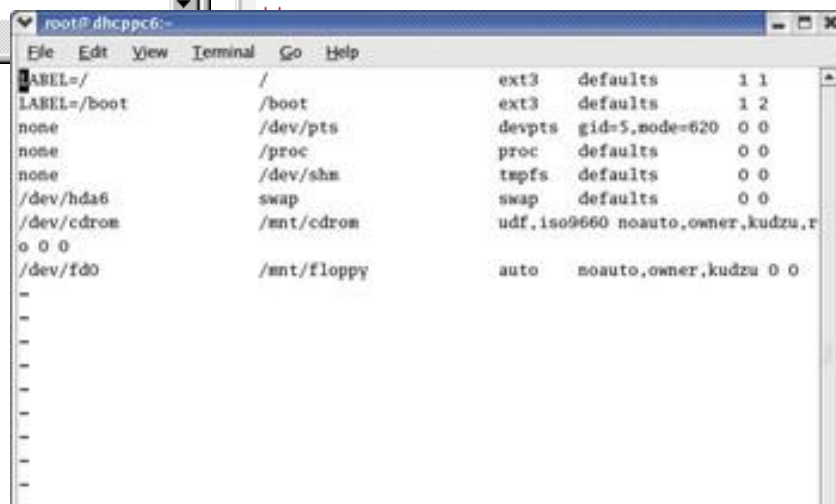 root@dhcppc6:~
File Edit View Terminal Go Help
LABEL=/ / ext3 defaults 1 1
LABEL=/boot /boot ext3 defaults 1 2
none /dev/pts devpts gid=5,mode=620 0 0
none /proc proc defaults 0 0
none /dev/shm tmpfs defaults 0 0
/dev/hda6 swap swap defaults 0 0
/dev/cdrom /mnt/cdrom udf,iso9660 noauto,owner,kudzu,r
o 0 0
/dev/fd0 /mnt/floppy auto noauto,owner,kudzu 0 0
~
~
~
~
~
~
~
~
~